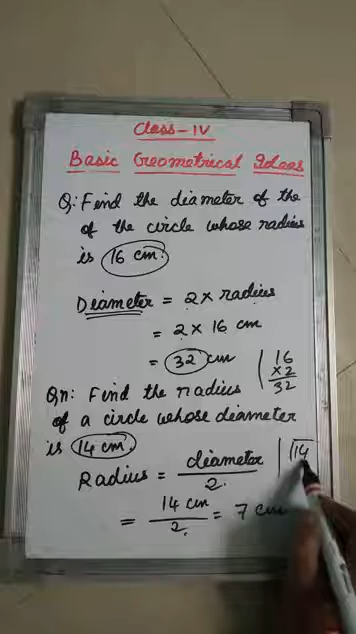 Class-IV
Basic Geometrical Ideas
Q: Find the diameter of the
of the circle whose radius
is 16 cm.
Diameter = 2 × radius
= 2 × 16 cm
= 32 cm
16
× 2
32
Qn: Find the radius
of a circle whose diameter
is 14 cm.
Radius = diameter
2.
14
= 14 cm
2.
= 7 cm